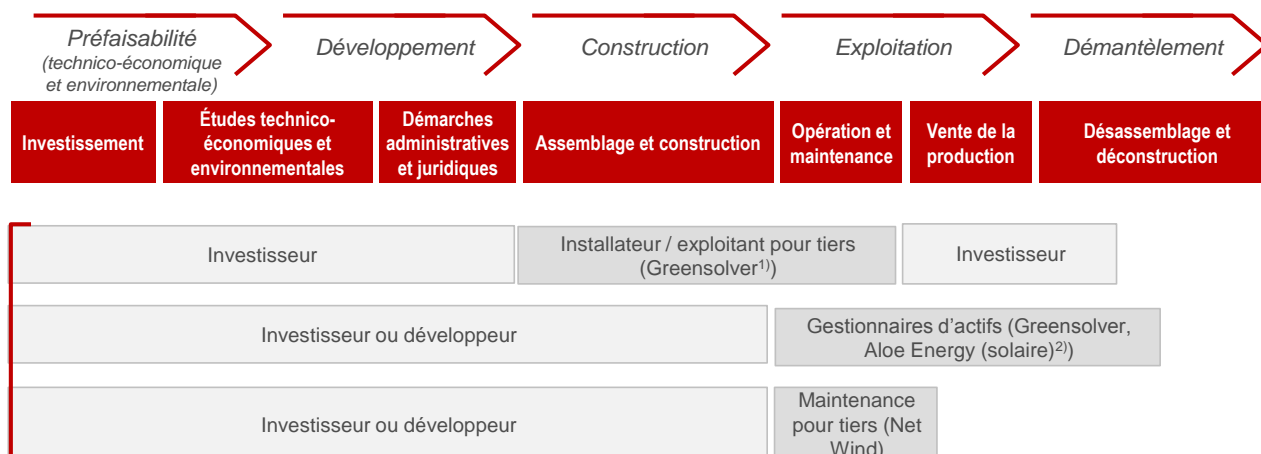 Préfaisabilité
(technico-économique
et environnementale)
Développement
Construction
Exploitation
Démantèlement
Investissement
Études technico-
économiques et
environnementales
Démarches
administratives
et juridiques
Assemblage et construction
Opération et
maintenance
Vente de la
production
Désassemblage et
déconstruction
Investisseur
Installateur / exploitant pour tiers
(Greensolver1))
Investisseur
Investisseur ou développeur
Gestionnaires d'actifs (Greensolver,
Aloe Energy (solaire)2))
Investisseur ou développeur
Maintenance
pour tiers (Net
Wind)